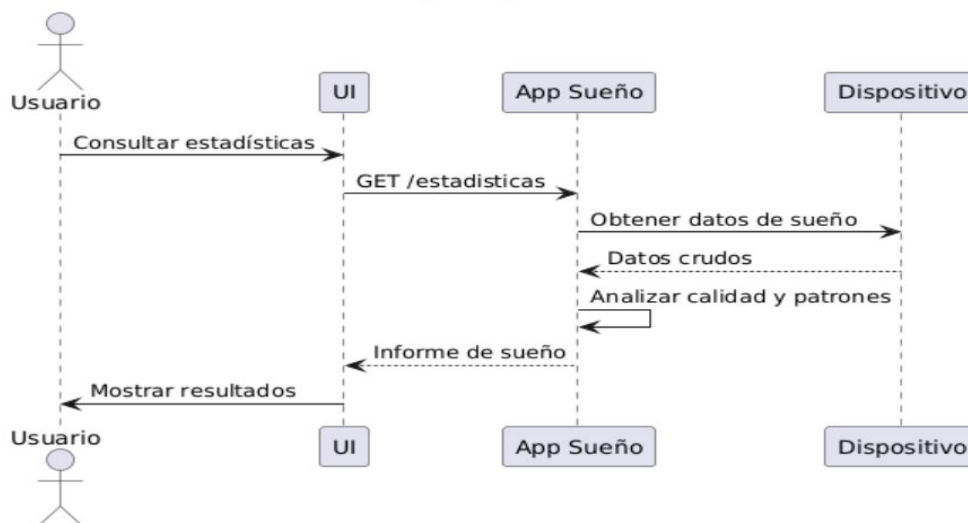 Usuario
UI
App Sueño
Dispositivo
Consultar estadísticas
GET /estadisticas
Obtener datos de sueño
Datos crudos
Analizar calidad y patrones
Informe de sueño
Mostrar resultados
Usuario
UI
App Sueño
Dispositivo